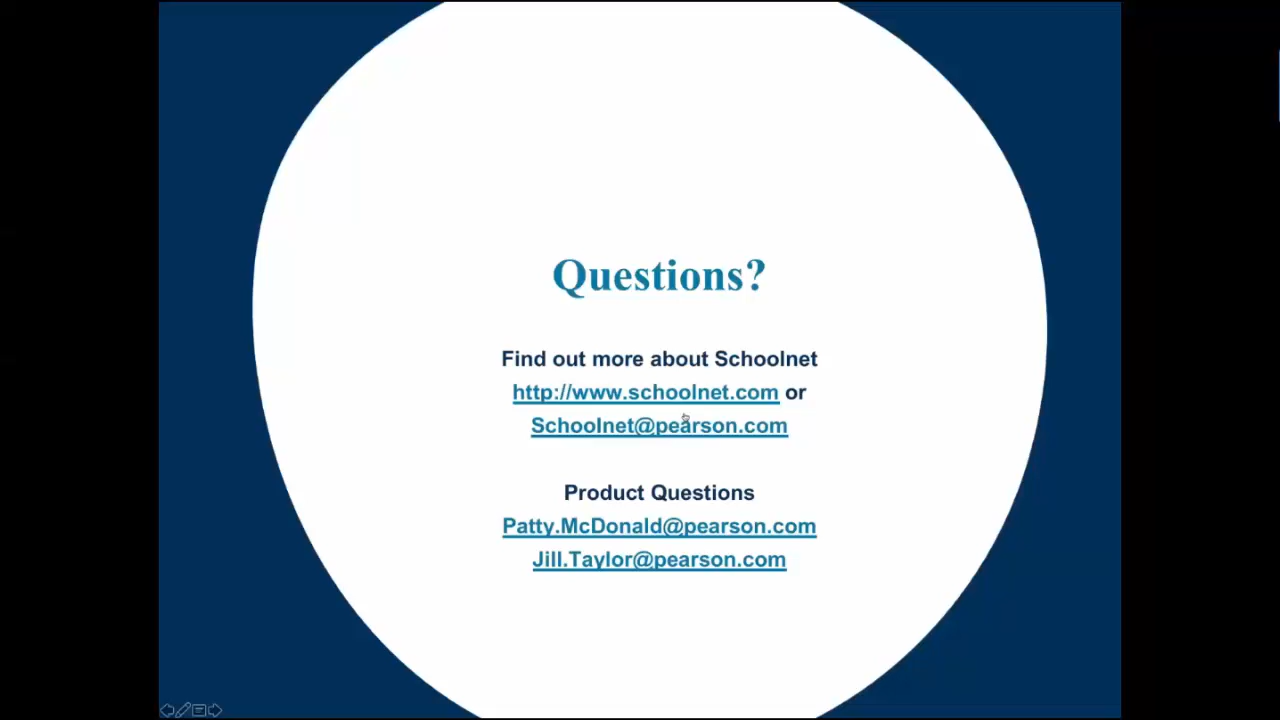 Questions?
Find out more about Schoolnet
http://www.schoolnet.com or
Schoolnet@pearson.com
Product Questions
Patty.McDonald@pearson.com
Jill.Taylor@pearson.com